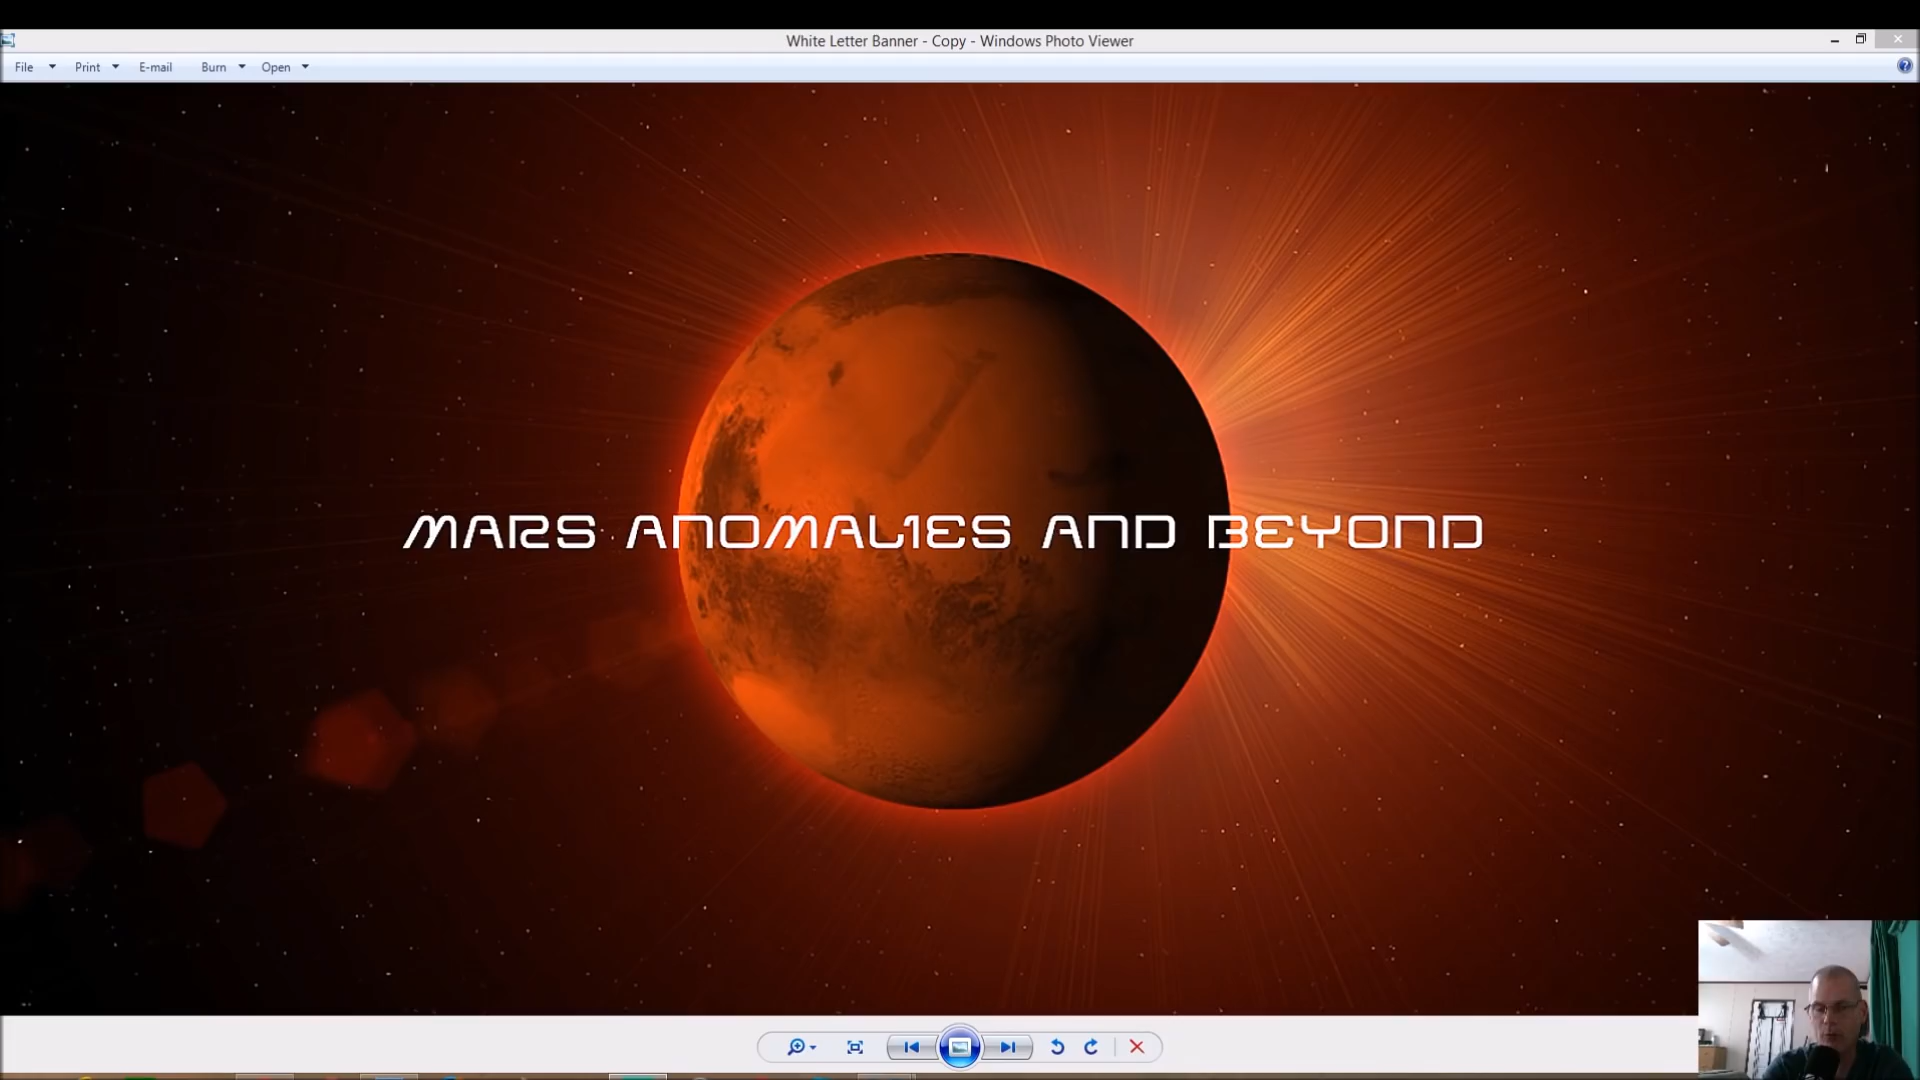 White Letter Banner - Copy - Windows Photo Viewer
File Print E-mail Burn Open
MARS ANOMALIES AND BEYOND